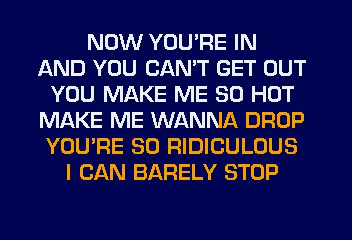 NOW YOU'RE IN
AND YOU CAN'T GET OUT
YOU MAKE ME SO HOT
MAKE ME WANNA DROP
YOU'RE SO RIDICULOUS
I CAN BARELY STOP